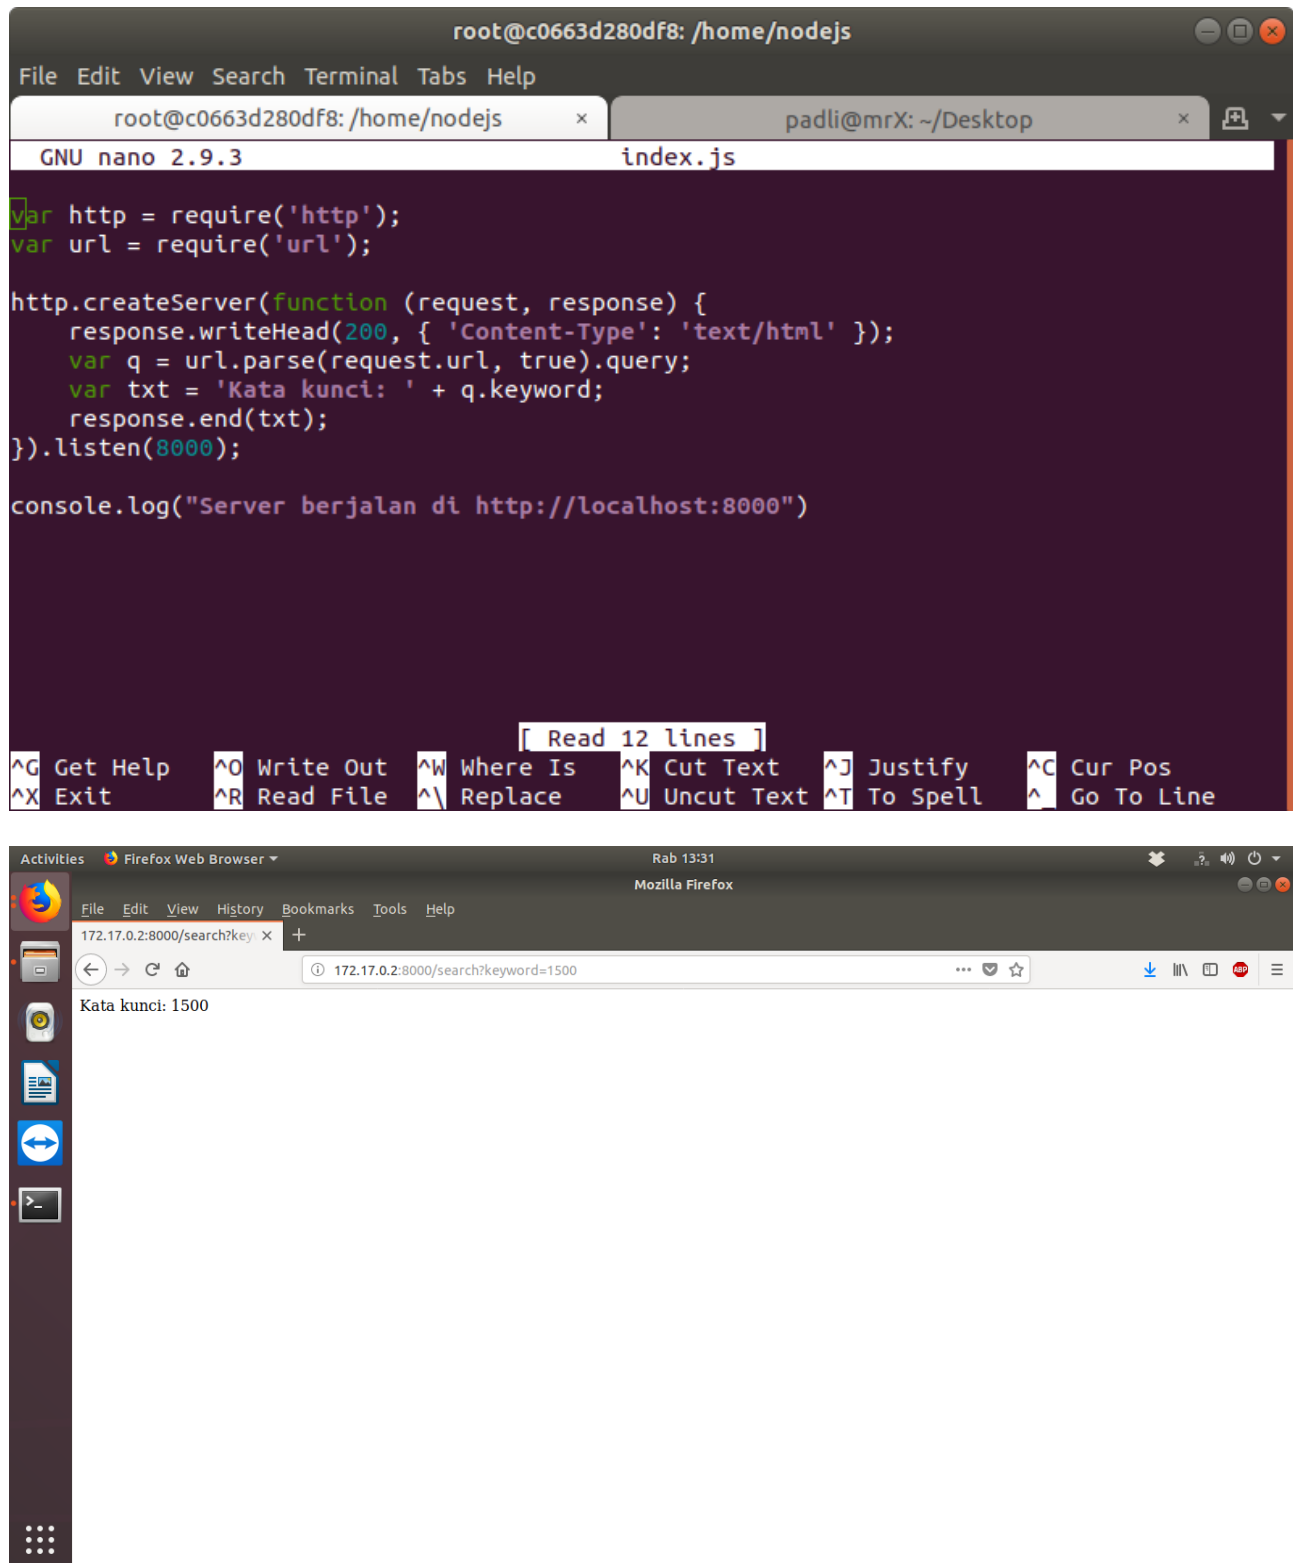 root@c0663d280df8: /home/nodejs
File Edit View Search Terminal Tabs Help
root@c0663d280df8: /home/nodejs × padli@mrX: ~/Desktop ×
GNU nano 2.9.3 index.js
var http = require('http');
var url = require('url');
http.createServer(function (request, response) {
    response.writeHead(200, { 'Content-Type': 'text/html' });
    var q = url.parse(request.url, true).query;
    var txt = 'Kata kunci: ' + q.keyword;
    response.end(txt);
}).listen(8000);
console.log("Server berjalan di http://localhost:8000")
[ Read 12 lines ]
^G Get Help ^O Write Out ^W Where Is ^K Cut Text ^J Justify ^C Cur Pos
^X Exit ^R Read File ^\ Replace ^U Uncut Text ^T To Spell ^_ Go To Line
Activities Firefox Web Browser Rab 13:31
Mozilla Firefox
File Edit View History Bookmarks Tools Help
172.17.0.2:8000/search?key
172.17.0.2:8000/search?keyword=1500 ABP
Kata kunci: 1500